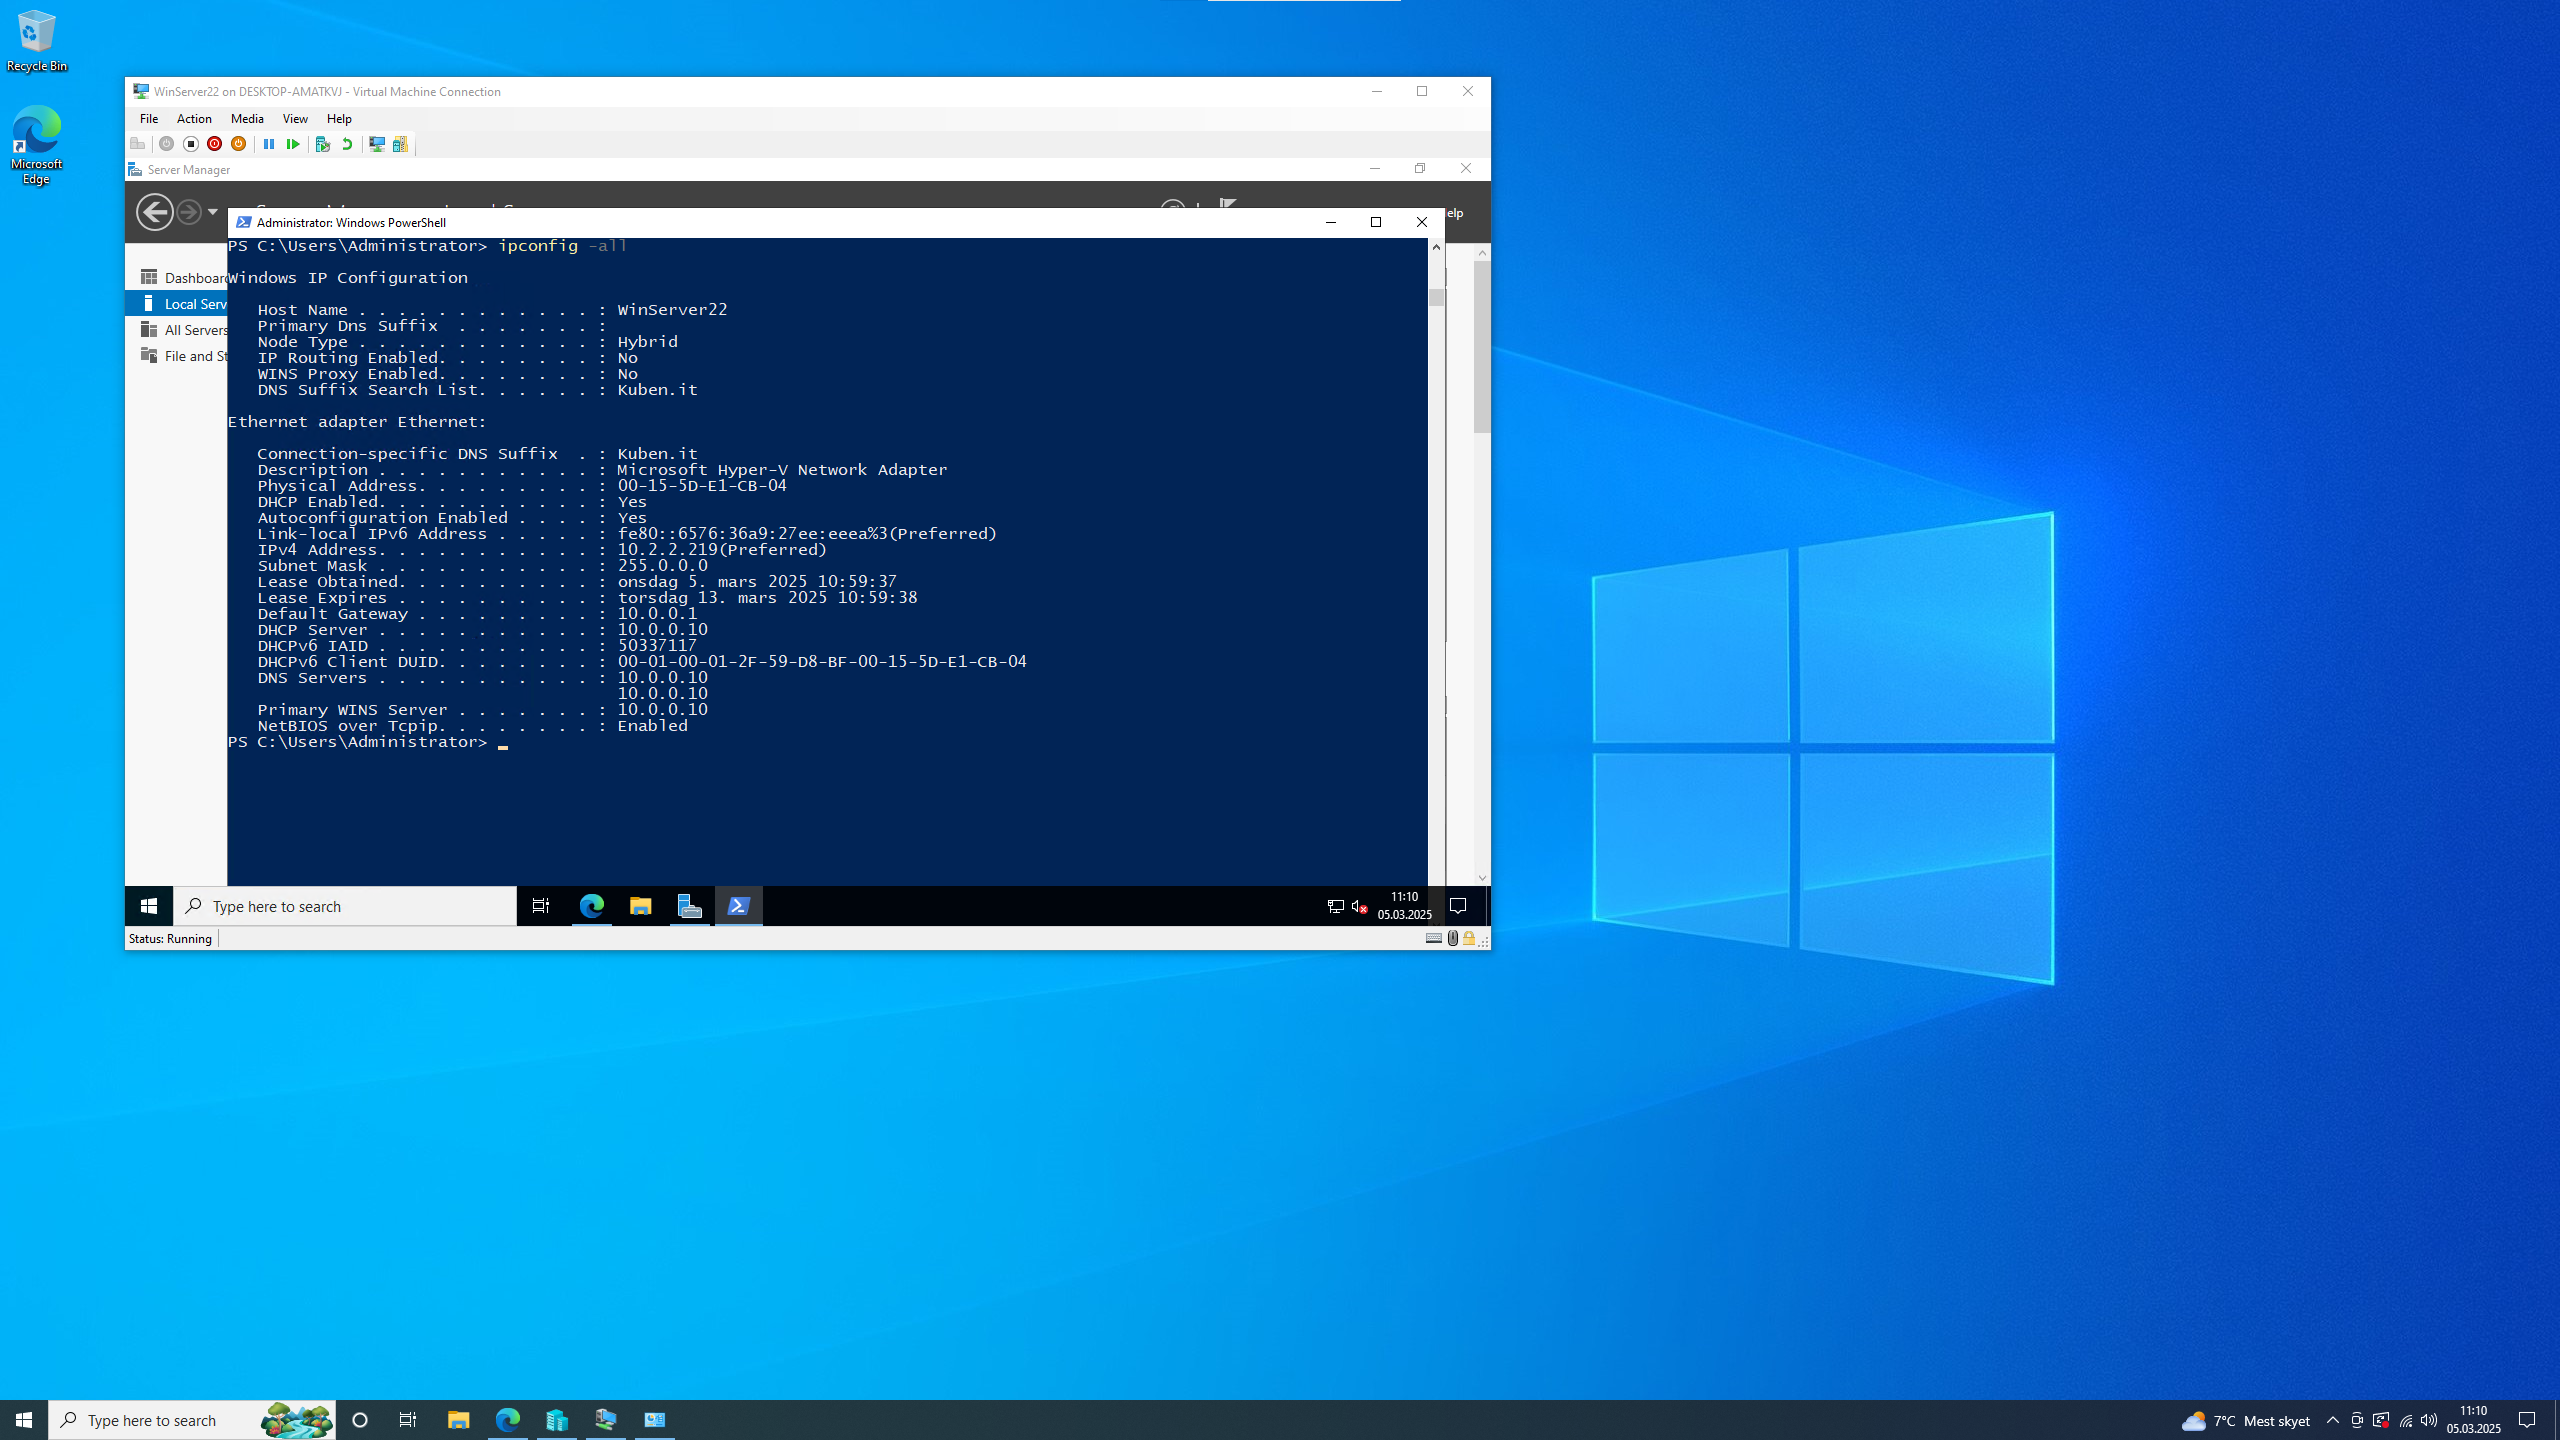 Recycle Bin
Microsoft
Edge
WinServer22 on DESKTOP-AMATKVJ - Virtual Machine Connection
File Action Media View Help
Server Manager
elp
Administrator: Windows PowerShell
Dashboard
Local Serv
All Servers
File and St
PS C:\Users\Administrator> ipconfig -all
Windows IP Configuration
Host Name . . . . . . . . . . . . : WinServer22
Primary Dns Suffix  . . . . . . . :
Node Type . . . . . . . . . . . . : Hybrid
IP Routing Enabled. . . . . . . . : No
WINS Proxy Enabled. . . . . . . . : No
DNS Suffix Search List. . . . . . : Kuben.it
Ethernet adapter Ethernet:
Connection-specific DNS Suffix  . : Kuben.it
Description . . . . . . . . . . . : Microsoft Hyper-V Network Adapter
Physical Address. . . . . . . . . : 00-15-5D-E1-CB-04
DHCP Enabled. . . . . . . . . . . : Yes
Autoconfiguration Enabled . . . . : Yes
Link-local IPv6 Address . . . . . : fe80::6576:36a9:27ee:eeea%3(Preferred)
IPv4 Address. . . . . . . . . . . : 10.2.2.219(Preferred)
Subnet Mask . . . . . . . . . . . : 255.0.0.0
Lease Obtained. . . . . . . . . . : onsdag 5. mars 2025 10:59:37
Lease Expires . . . . . . . . . . : torsdag 13. mars 2025 10:59:38
Default Gateway . . . . . . . . . : 10.0.0.1
DHCP Server . . . . . . . . . . . : 10.0.0.10
DHCPv6 IAID . . . . . . . . . . . : 50337117
DHCPv6 Client DUID. . . . . . . . : 00-01-00-01-2F-59-D8-BF-00-15-5D-E1-CB-04
DNS Servers . . . . . . . . . . . : 10.0.0.10
10.0.0.10
Primary WINS Server . . . . . . . : 10.0.0.10
NetBIOS over Tcpip. . . . . . . . : Enabled
PS C:\Users\Administrator>
Type here to search
11:10
05.03.2025
Status: Running
Type here to search
7°C Mest skyet
11:10
05.03.2025